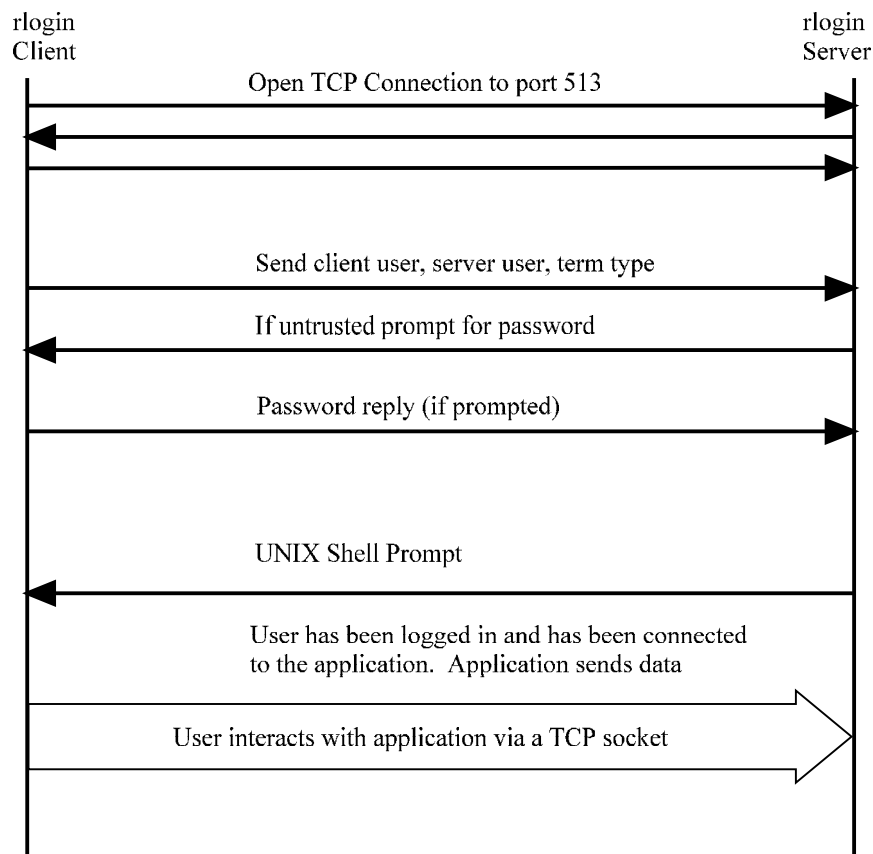 rlogin
Client
rlogin
Server
Open TCP Connection to port 513
Send client user, server user, term type
If untrusted prompt for password
Password reply (if prompted)
UNIX Shell Prompt
User has been logged in and has been connected
to the application.  Application sends data
User interacts with application via a TCP socket